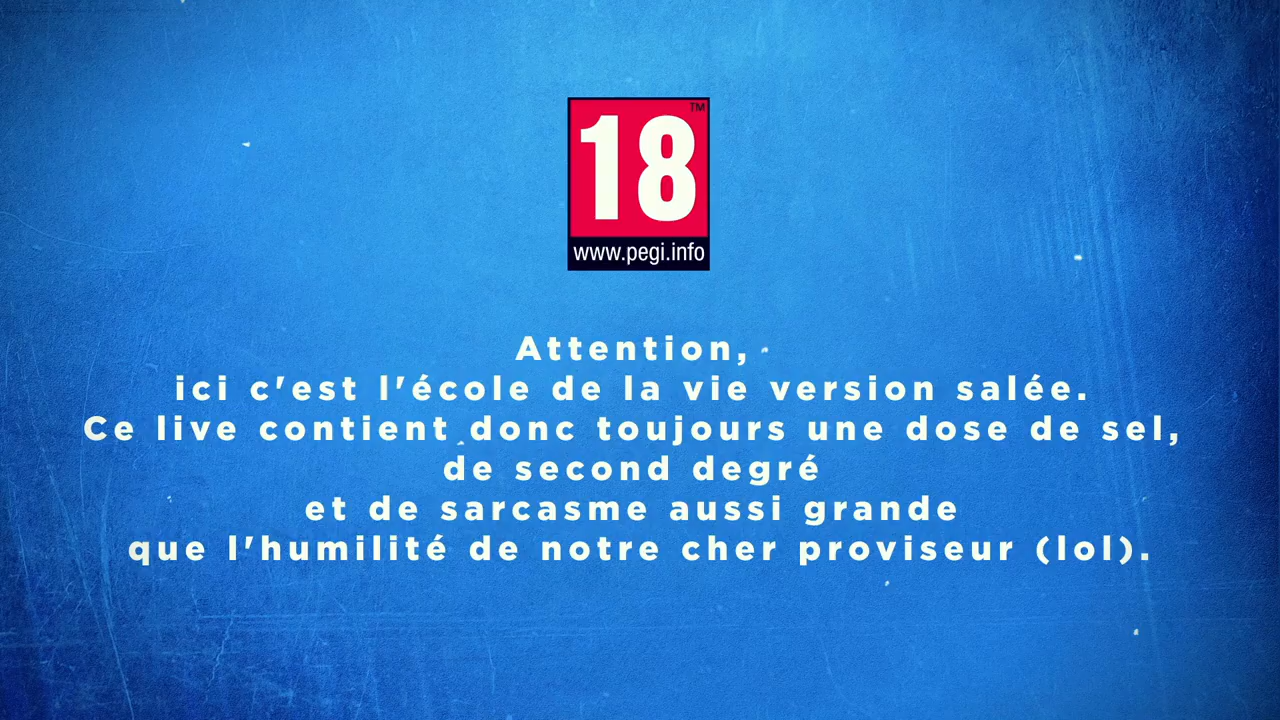 18
TM
www.pegi.info
Attention,
ici c'est l'école de la vie version salée.
Ce live contient donc toujours une dose de sel,
de second degré
et de sarcasme aussi grande
que l'humilité de notre cher proviseur (lol).